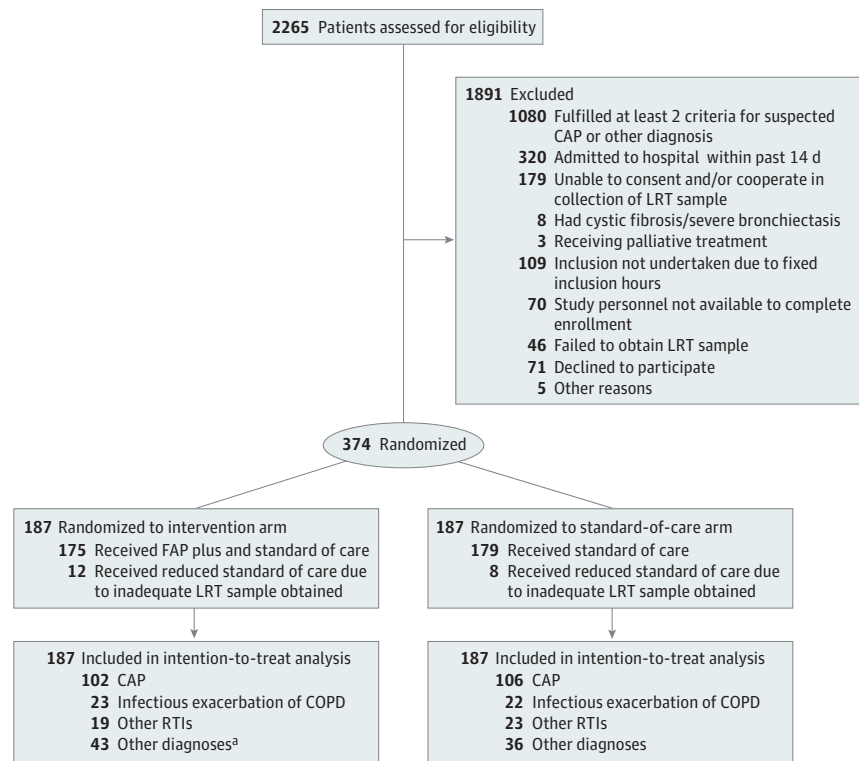 2265 Patients assessed for eligibility
1891 Excluded
1080 Fulfilled at least 2 criteria for suspected
CAP or other diagnosis
320 Admitted to hospital within past 14 d
179 Unable to consent and/or cooperate in
collection of LRT sample
8 Had cystic fibrosis/severe bronchiectasis
3 Receiving palliative treatment
109 Inclusion not undertaken due to fixed
inclusion hours
70 Study personnel not available to complete
enrollment
46 Failed to obtain LRT sample
71 Declined to participate
5 Other reasons
374 Randomized
187 Randomized to intervention arm
175 Received FAP plus and standard of care
12 Received reduced standard of care due
to inadequate LRT sample obtained
187 Randomized to standard-of-care arm
179 Received standard of care
8 Received reduced standard of care due
to inadequate LRT sample obtained
187 Included in intention-to-treat analysis
102 CAP
23 Infectious exacerbation of COPD
19 Other RTIs
43 Other diagnosesᵃ
187 Included in intention-to-treat analysis
106 CAP
22 Infectious exacerbation of COPD
23 Other RTIs
36 Other diagnoses